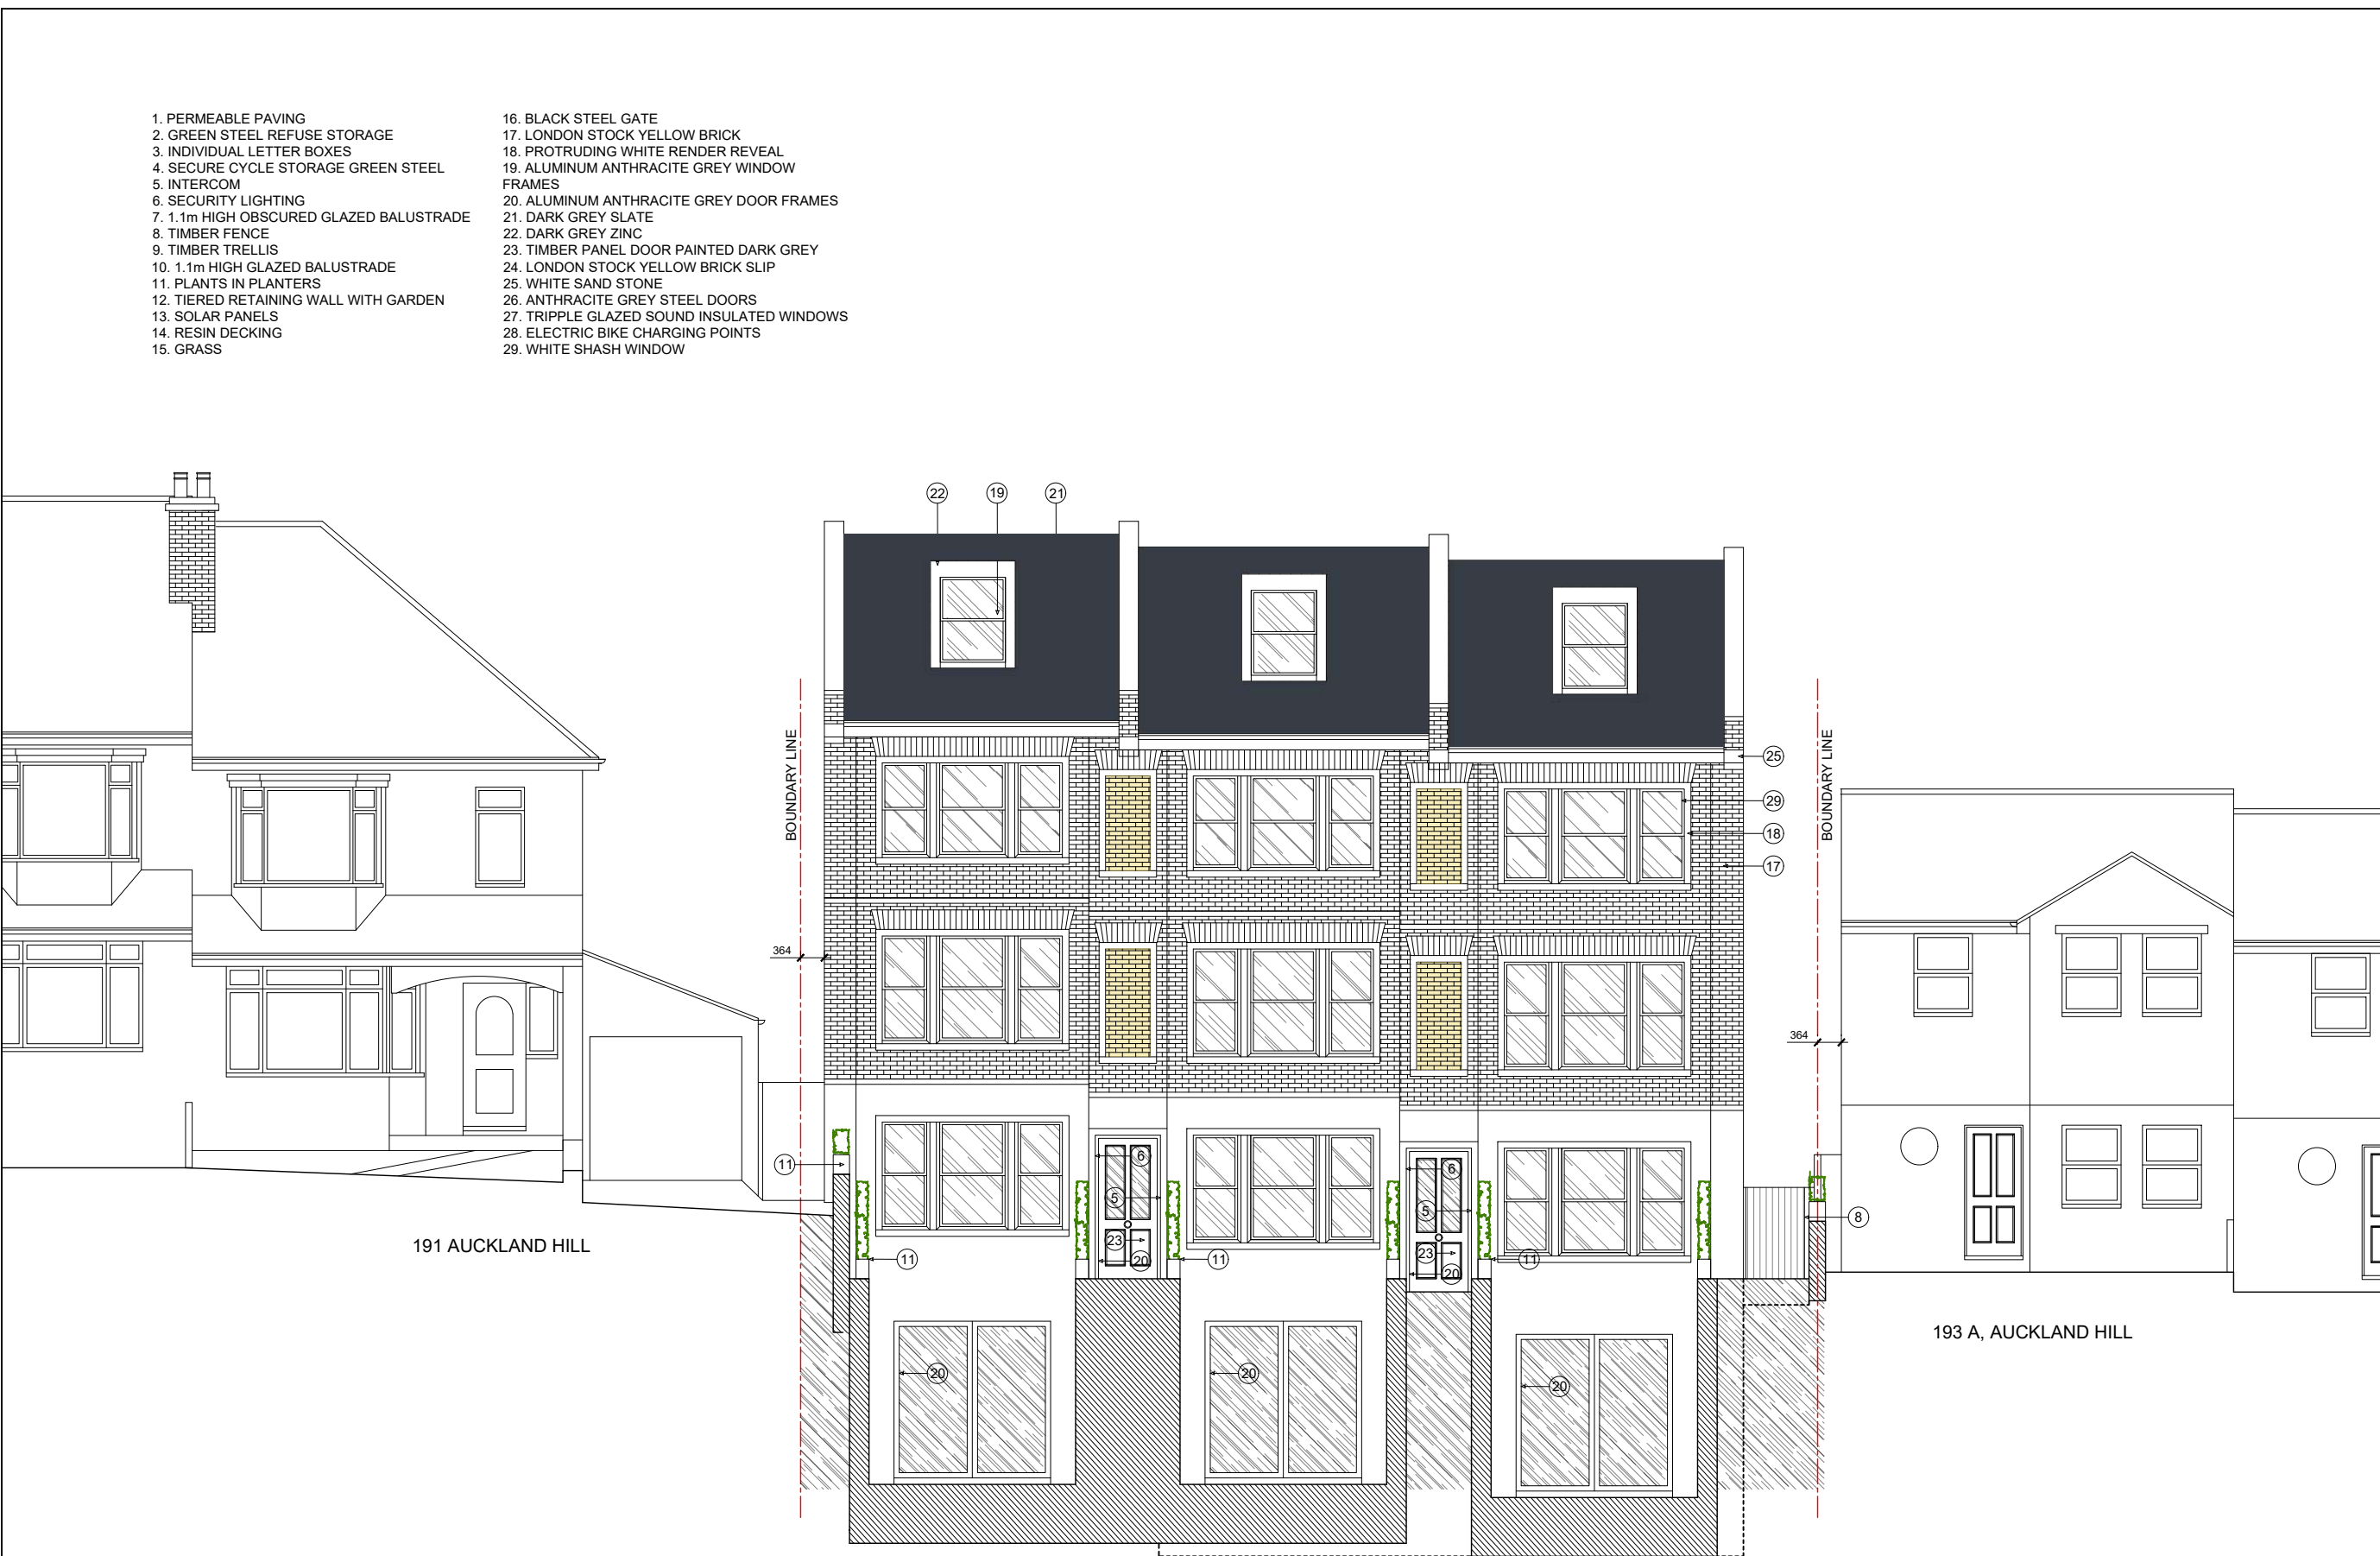 1. PERMEABLE PAVING
2. GREEN STEEL REFUSE STORAGE
3. INDIVIDUAL LETTER BOXES
4. SECURE CYCLE STORAGE GREEN STEEL
5. INTERCOM
6. SECURITY LIGHTING
7. 1.1m HIGH OBSCURED GLAZED BALUSTRADE
8. TIMBER FENCE
9. TIMBER TRELLIS
10. 1.1m HIGH GLAZED BALUSTRADE
11. PLANTS IN PLANTERS
12. TIERED RETAINING WALL WITH GARDEN
13. SOLAR PANELS
14. RESIN DECKING
15. GRASS
16. BLACK STEEL GATE
17. LONDON STOCK YELLOW BRICK
18. PROTRUDING WHITE RENDER REVEAL
19. ALUMINUM ANTHRACITE GREY WINDOW
FRAMES
20. ALUMINUM ANTHRACITE GREY DOOR FRAMES
21. DARK GREY SLATE
22. DARK GREY ZINC
23. TIMBER PANEL DOOR PAINTED DARK GREY
24. LONDON STOCK YELLOW BRICK SLIP
25. WHITE SAND STONE
26. ANTHRACITE GREY STEEL DOORS
27. TRIPPLE GLAZED SOUND INSULATED WINDOWS
28. ELECTRIC BIKE CHARGING POINTS
29. WHITE SHASH WINDOW
22
19
21
BOUNDARY LINE
BOUNDARY LINE
25
29
18
17
364
364
11
6
6
5
5
8
23
23
11
20
11
20
11
191 AUCKLAND HILL
193 A, AUCKLAND HILL
20
20
20